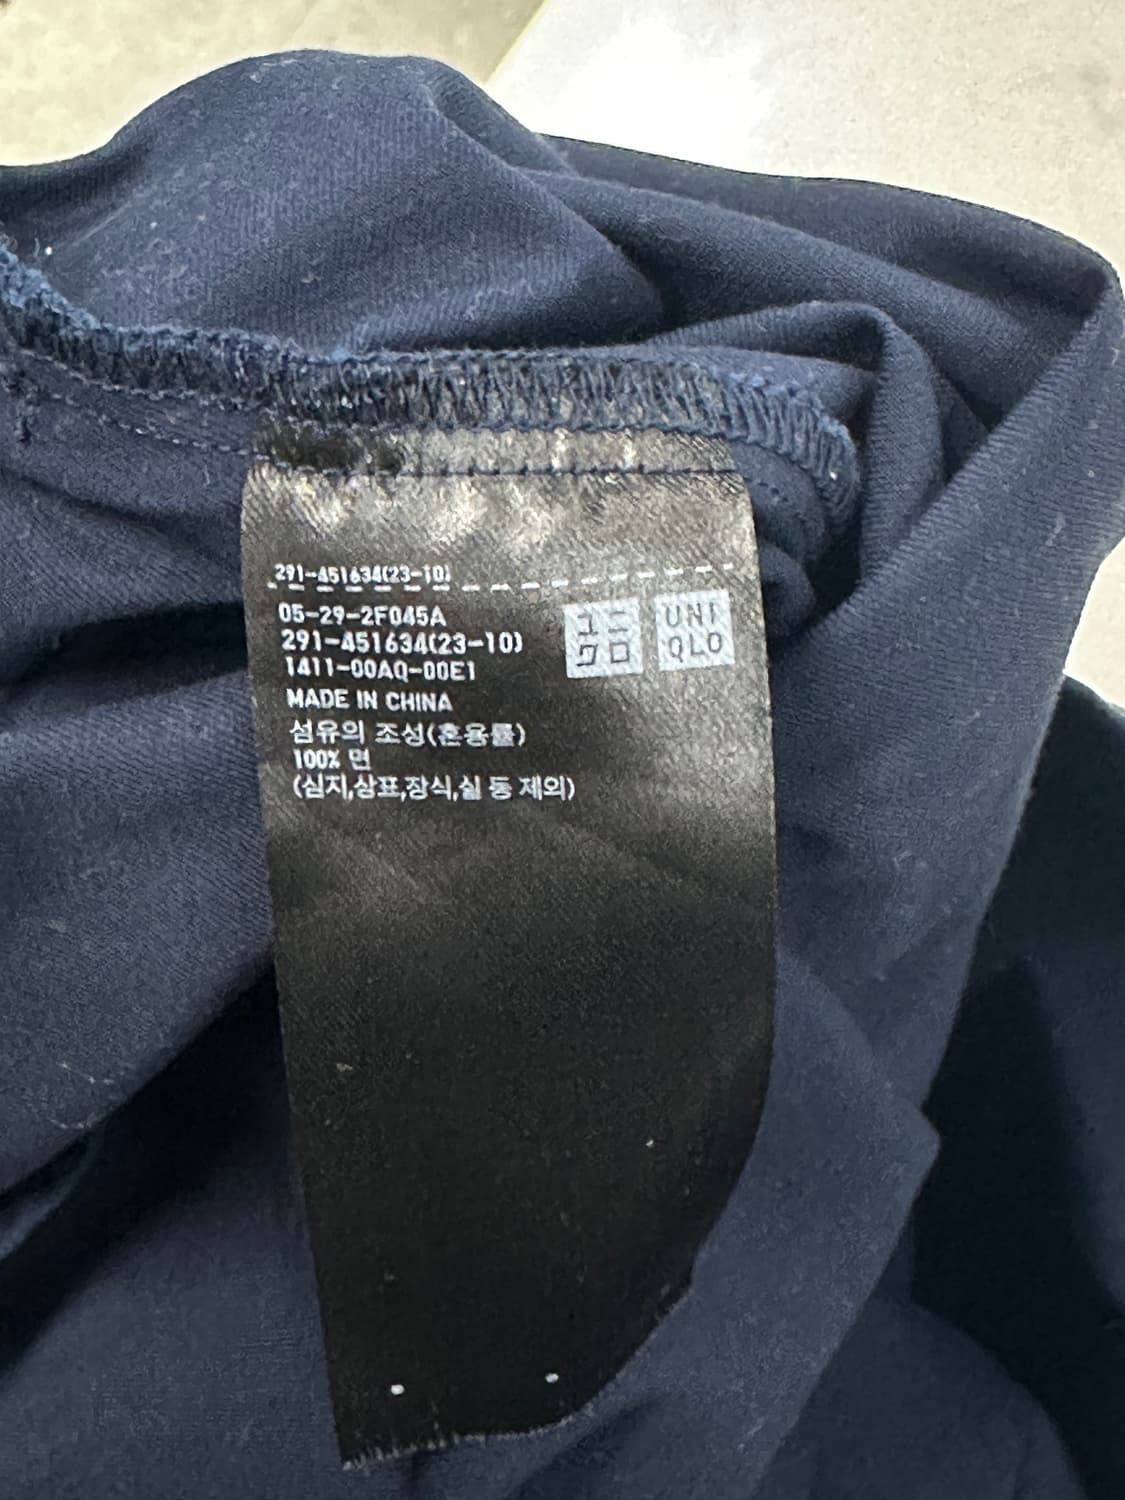 291-451634(23-10)
05-29-2F045A
291-451634(23-10)
1411-00AQ-00E1
MADE IN CHINA
섬유의 조성(혼용률)
100% 면
(심지,상표,장식,실 등 제외)
ユニ
クロ
UNI
QLO